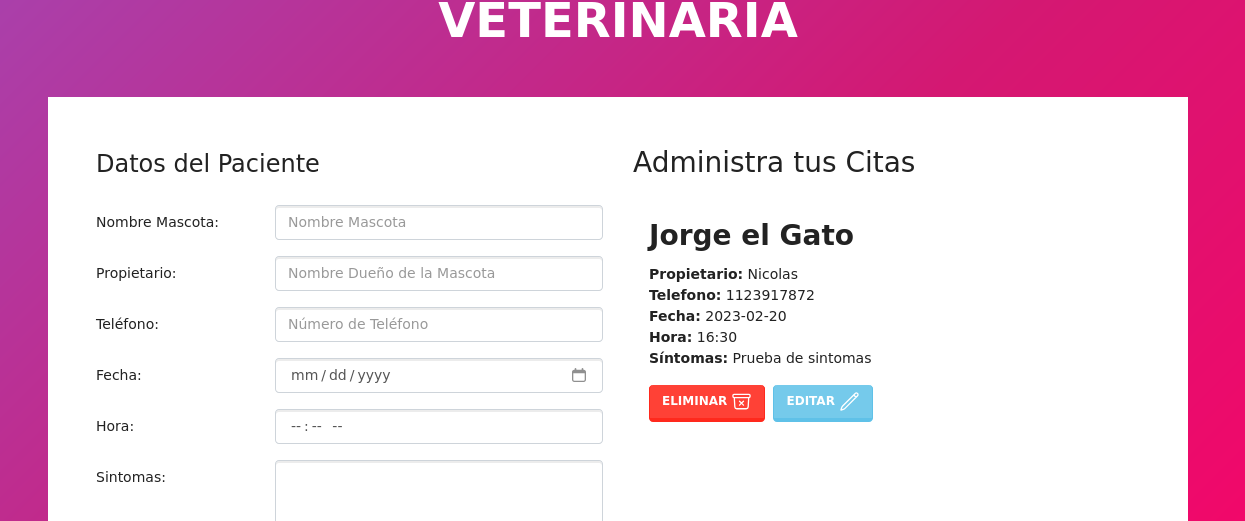 VETERINARIA
Datos del Paciente
Nombre Mascota: Nombre Mascota
Propietario: Nombre Dueño de la Mascota
Teléfono: Número de Teléfono
Fecha: mm/dd/yyyy
Hora: --:-- --
Sintomas:
Administra tus Citas
Jorge el Gato
Propietario: Nicolas
Telefono: 1123917872
Fecha: 2023-02-20
Hora: 16:30
Síntomas: Prueba de sintomas
ELIMINAR EDITAR